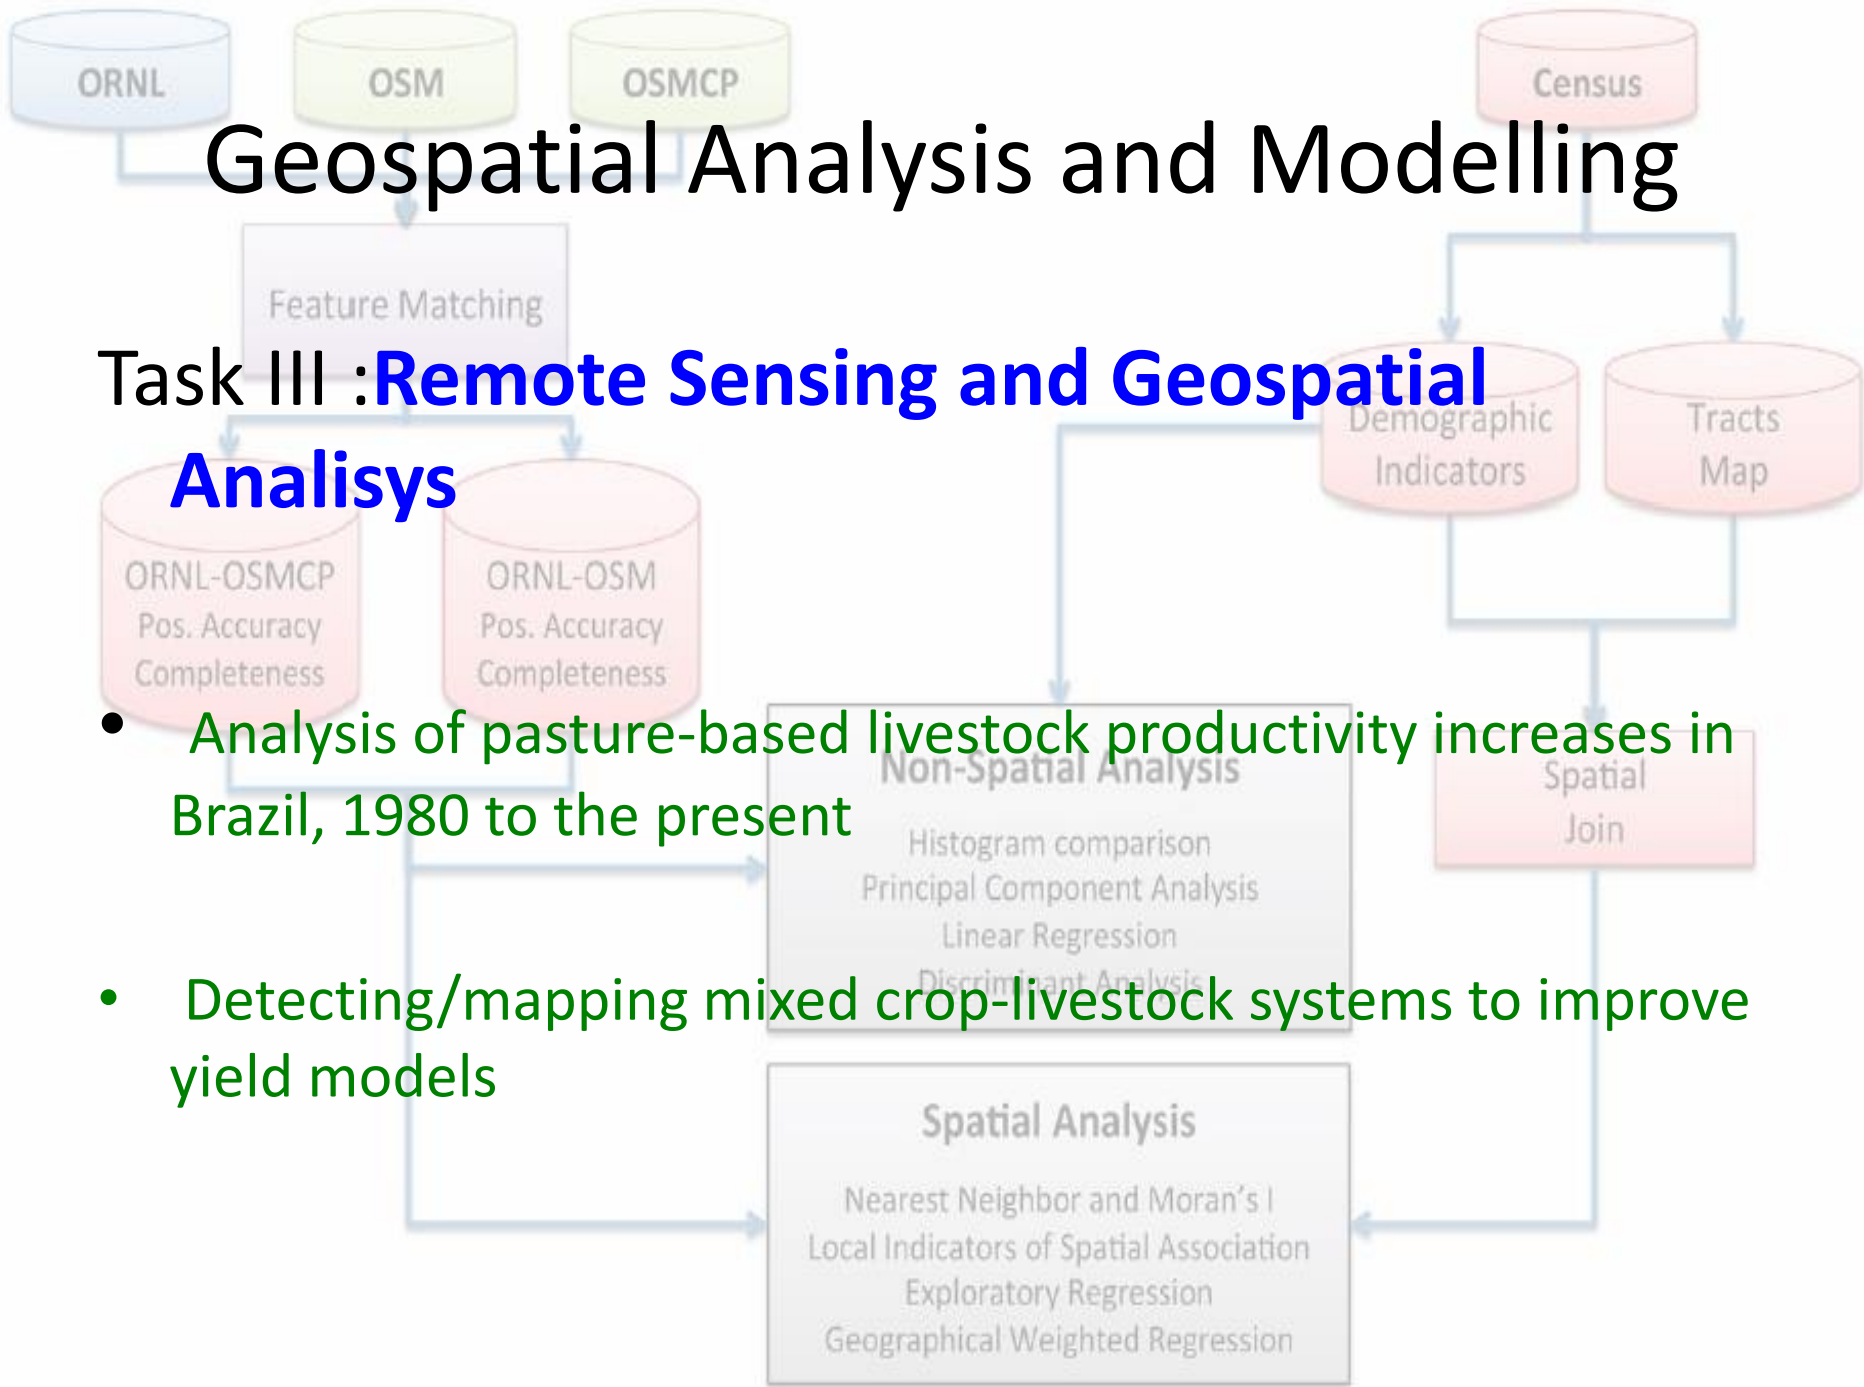 ORNL
OSM
OSMCP
Census
Geospatial Analysis and Modelling
Feature Matching
Task III :Remote Sensing and Geospatial
Analisys
Demographic
Indicators
Tracts
Map
ORNL-OSMCP
Pos. Accuracy
Completeness
ORNL-OSM
Pos. Accuracy
Completeness
• Analysis of pasture-based livestock productivity increases in
Brazil, 1980 to the present
Non-Spatial Analysis
Histogram comparison
Principal Component Analysis
Linear Regression
Discriminant Analysis
Spatial
Join
• Detecting/mapping mixed crop-livestock systems to improve
yield models
Spatial Analysis
Nearest Neighbor and Moran's I
Local Indicators of Spatial Association
Exploratory Regression
Geographical Weighted Regression